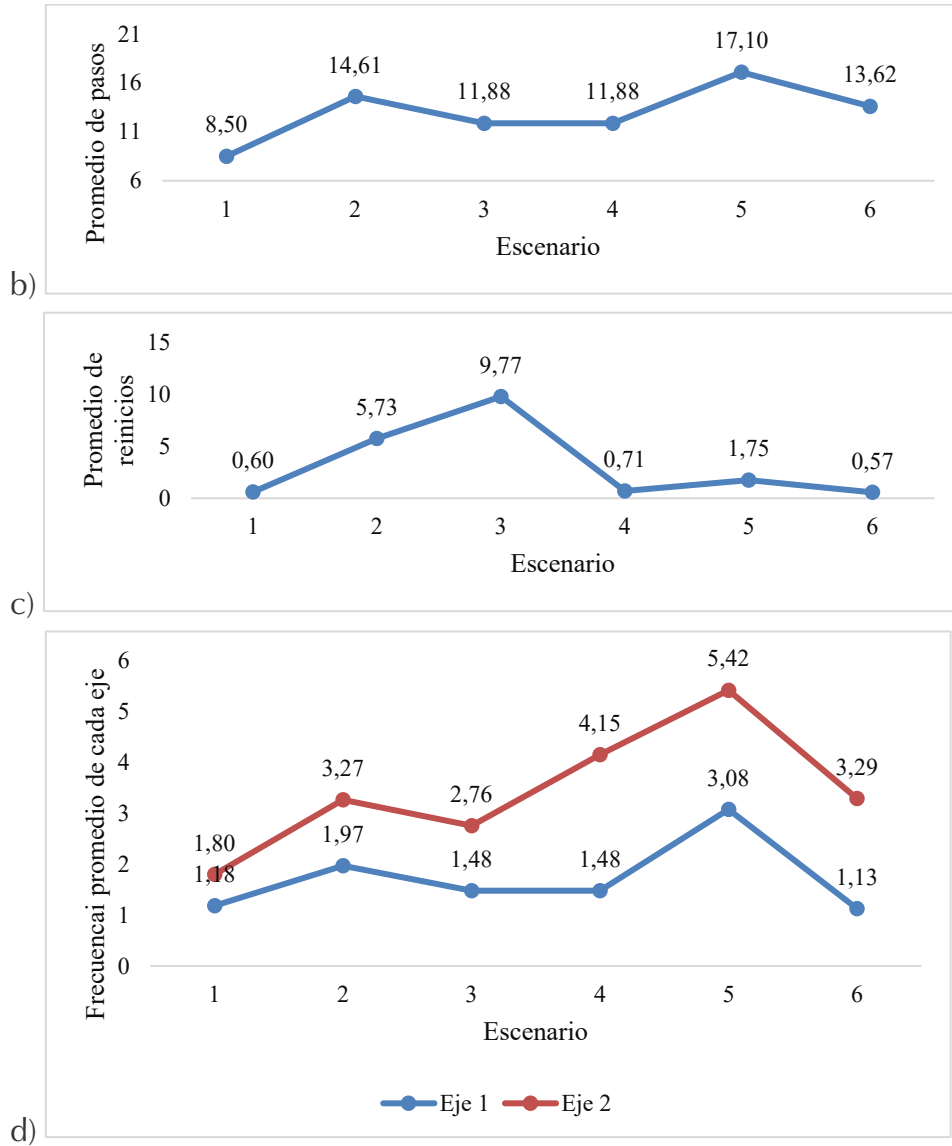 Promedio de pasos
21
16
11
6
8,50
14,61
11,88
11,88
17,10
13,62
1 2 3 4 5 6
Escenario
b)
Promedio de
reinicios
15
10
5
0
0,60
5,73
9,77
0,71
1,75
0,57
1 2 3 4 5 6
Escenario
c)
Frecuencai promedio de cada eje
6
5
4
3
2
1
0
1,80
3,27
2,76
4,15
5,42
3,29
1,18
1,97
1,48
1,48
3,08
1,13
1 2 3 4 5 6
Escenario
Eje 1 Eje 2
d)